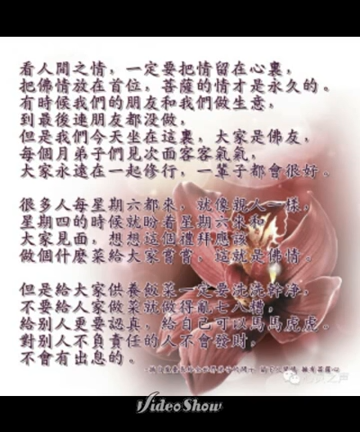 看人間之情，一定要把情留在心裏，
把佛情放在首位，菩薩的情才是永久的。
有時候我們的朋友和我們做生意，
到最後連朋友都沒做，
但是我們今天坐在這裏，大家是佛友，
每個月弟子們見次面客客氣氣，
大家永遠在一起修行，一輩子都會很好。
很多人每星期六都來，就像親人一樣，
星期四的時候就盼着星期六來和
大家見面，想想這個禮拜應該
做個什麼菜給大家嘗嘗，這就是佛情。
但是給大家供養飯菜一定要洗洗幹凈，
不要給人家做菜就做得亂七八糟，
給別人更要認真，給自己可以馬馬虎虎。
對別人不負責任的人不會發財，
不會有出息的。
VideoShow